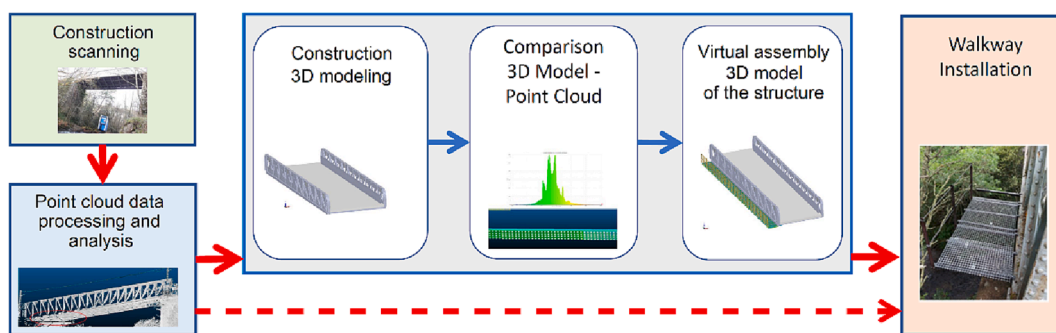 Construction
scanning
Point cloud data
processing and
analysis
Construction
3D modeling
Comparison
3D Model -
Point Cloud
Virtual assembly
3D model
of the structure
Walkway
Installation